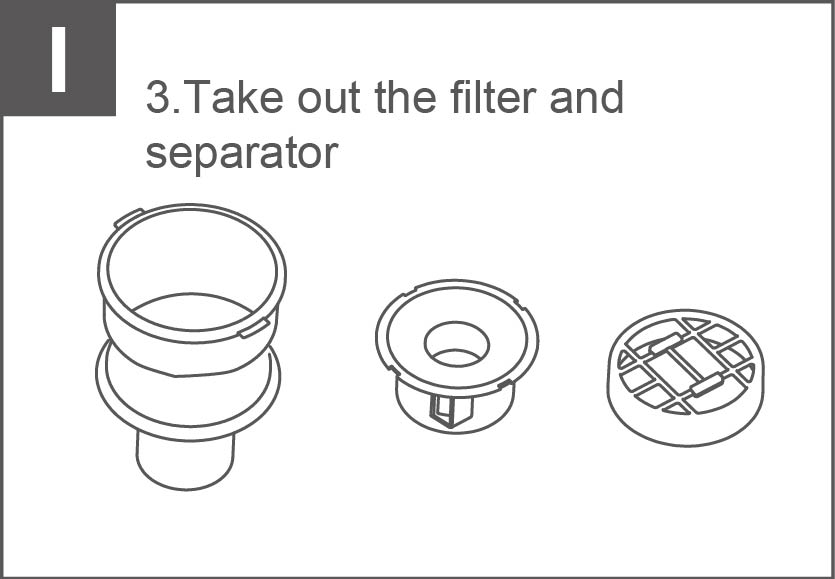 I
3.Take out the filter and
separator